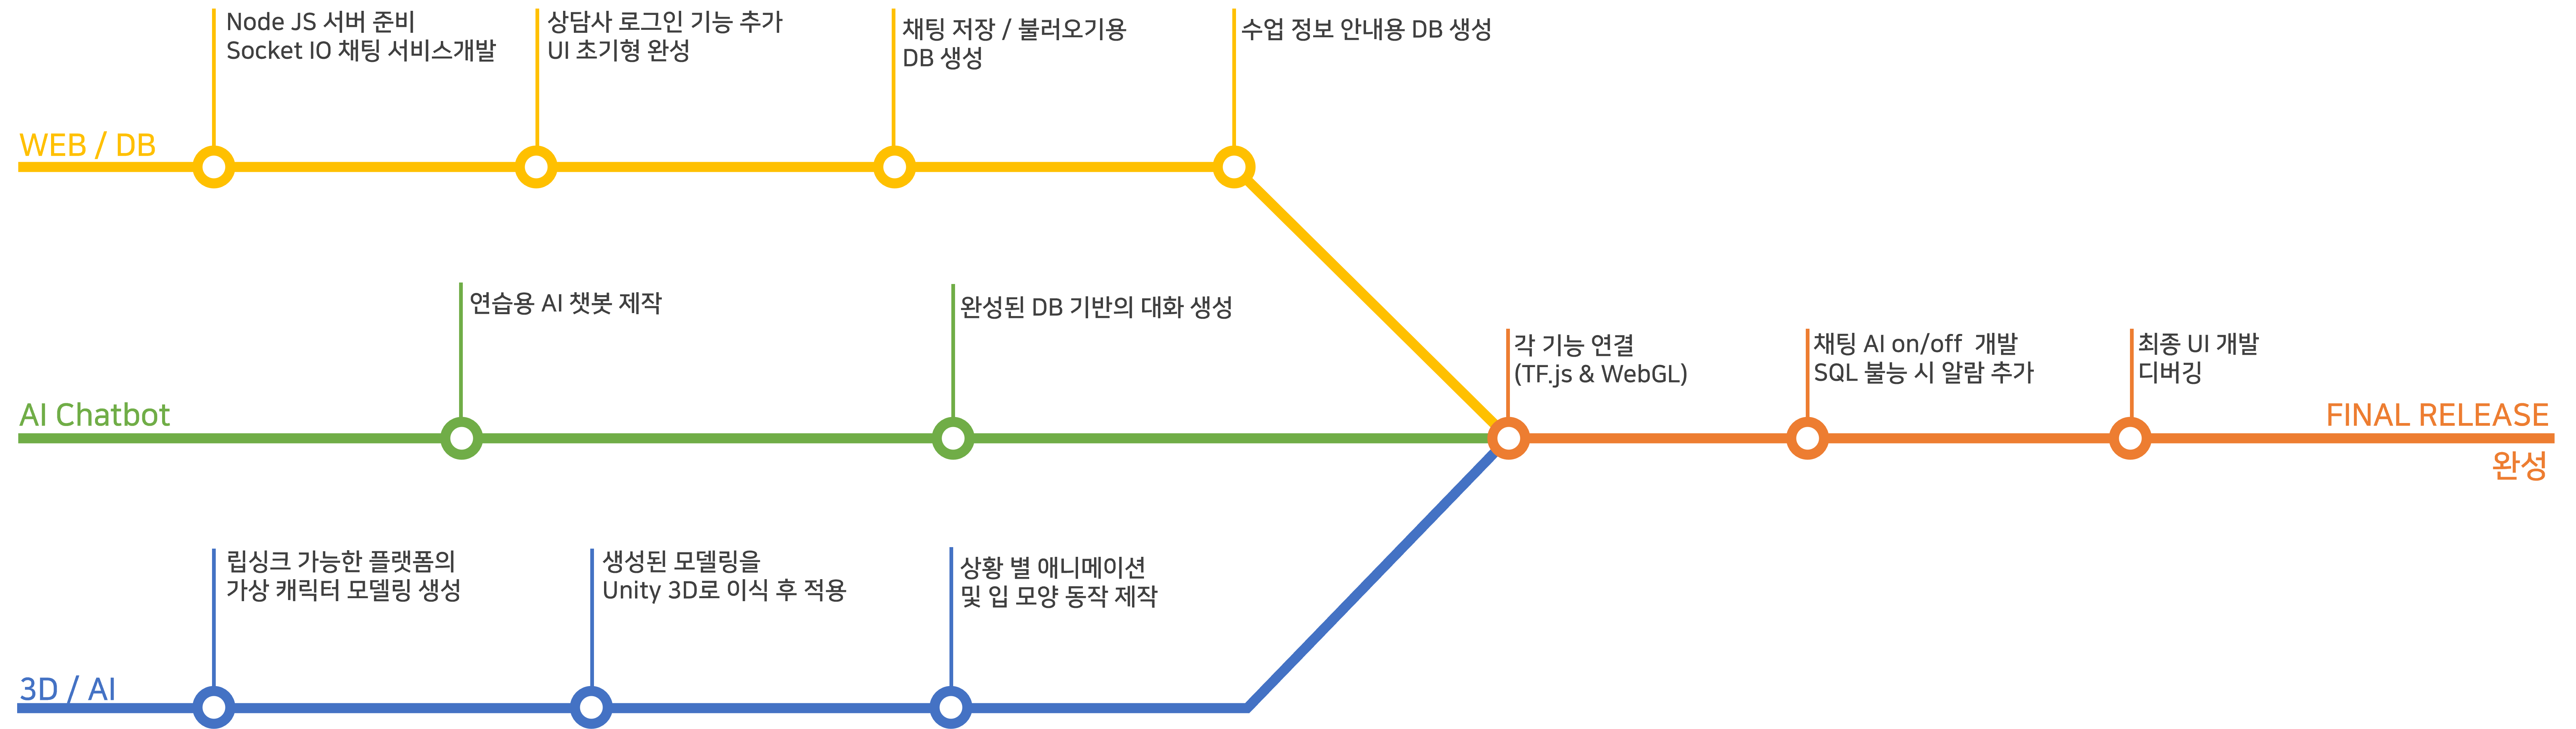 Node JS 서버 준비
Socket IO 채팅 서비스개발
상담사 로그인 기능 추가
UI 초기형 완성
채팅 저장 / 불러오기용
DB 생성
수업 정보 안내용 DB 생성
WEB / DB
연습용 AI 챗봇 제작
완성된 DB 기반의 대화 생성
각 기능 연결
(TF.js & WebGL)
채팅 AI on/off 개발
SQL 불능 시 알람 추가
최종 UI 개발
디버깅
AI Chatbot
FINAL RELEASE
완성
립싱크 가능한 플랫폼의
가상 캐릭터 모델링 생성
생성된 모델링을
Unity 3D로 이식 후 적용
상황 별 애니메이션
및 입 모양 동작 제작
3D / AI